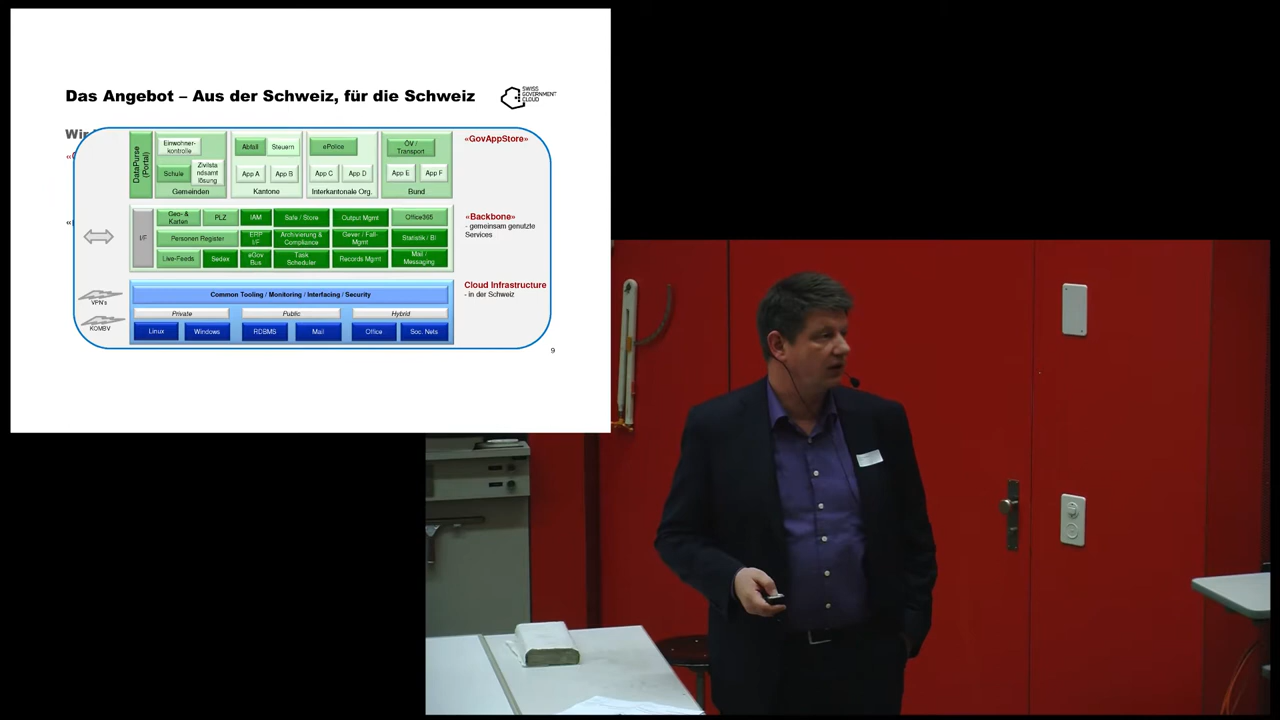 Das Angebot – Aus der Schweiz, für die Schweiz
SWISS
GOVERNMENT
CLOUD
Wir
DataPurse
(Portal)
Einwohner-
kontrolle
Schule
Zivilsta
ndsamt
lösung
Gemeinden
Abfall
Steuern
App A
App B
Kantone
ePolice
App C
App D
Interkantonale Org.
ÖV /
Transport
App E
App F
Bund
«GovAppStore»
I/F
Geo- &
Karten
PLZ
IAM
Safe / Store
Output Mgmt
Office365
Personen Register
ERP
I/F
Archivierung &
Compliance
Gever / Fall-
Mgmt
Statistik / BI
Live-Feeds
Sedex
eGov
Bus
Task
Scheduler
Records Mgmt
Mail /
Messaging
«Backbone»
- gemeinsam genutzte
Services
VPN's
KOMBV
Common Tooling / Monitoring / Interfacing / Security
Private
Public
Hybrid
Linux
Windows
RDBMS
Mail
Office
Soc. Nets
Cloud Infrastructure
- in der Schweiz
9